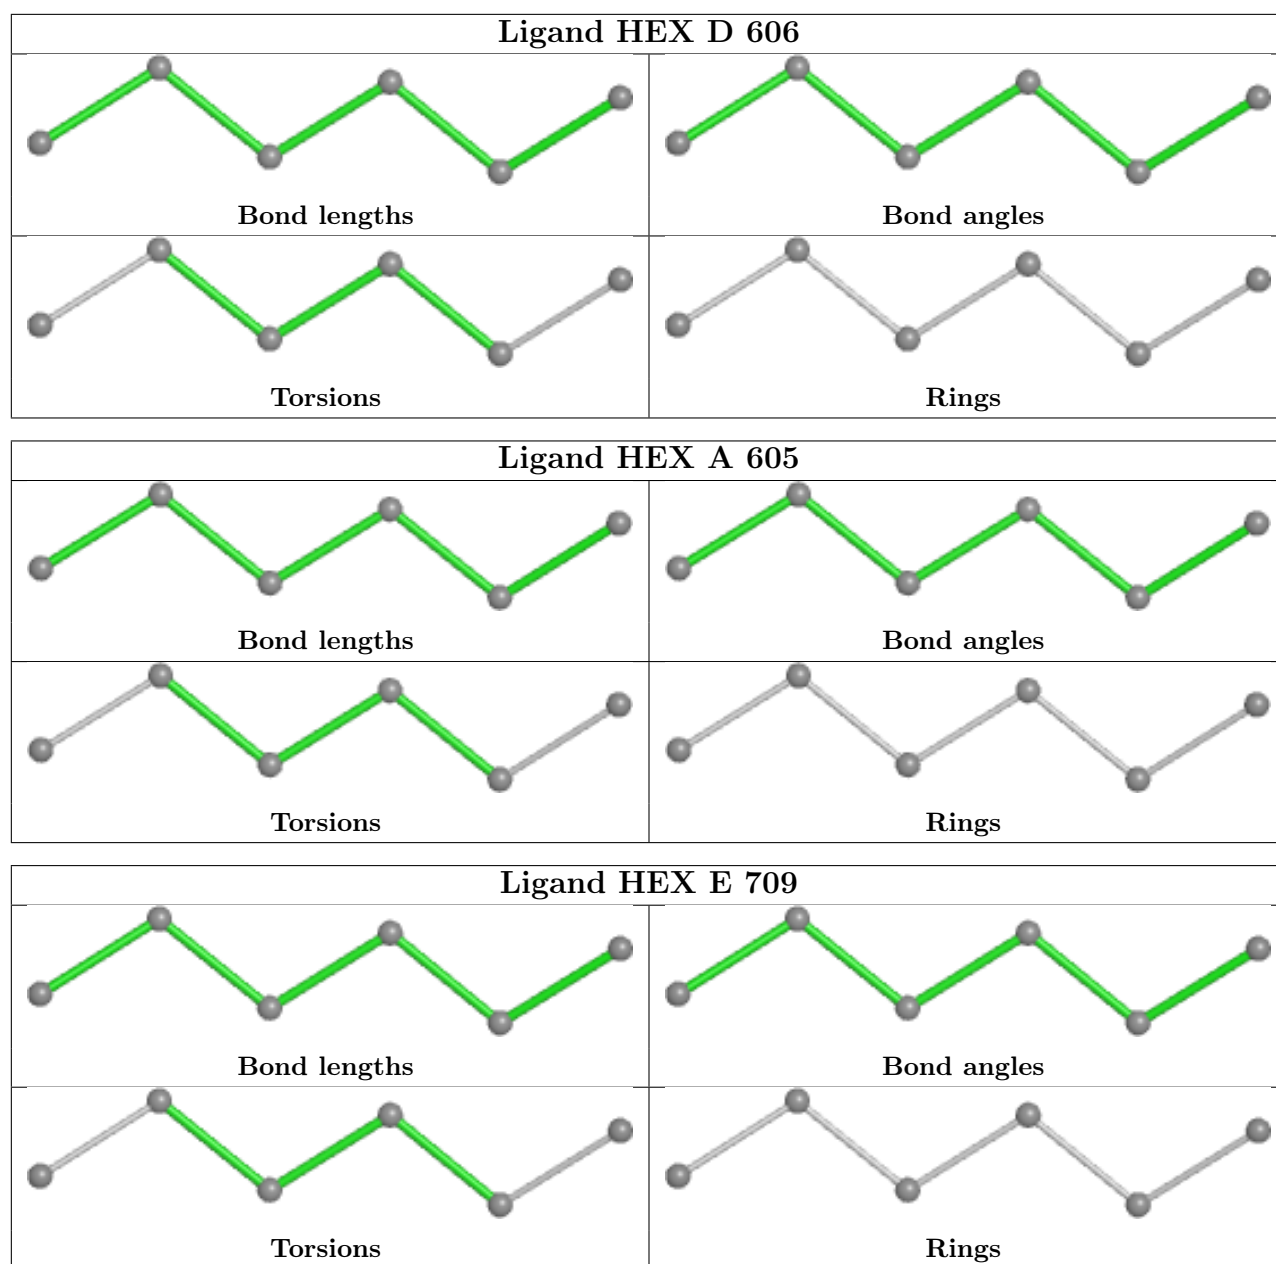 Ligand HEX D 606
Bond lengths
Bond angles
Torsions
Rings
Ligand HEX A 605
Bond lengths
Bond angles
Torsions
Rings
Ligand HEX E 709
Bond lengths
Bond angles
Torsions
Rings